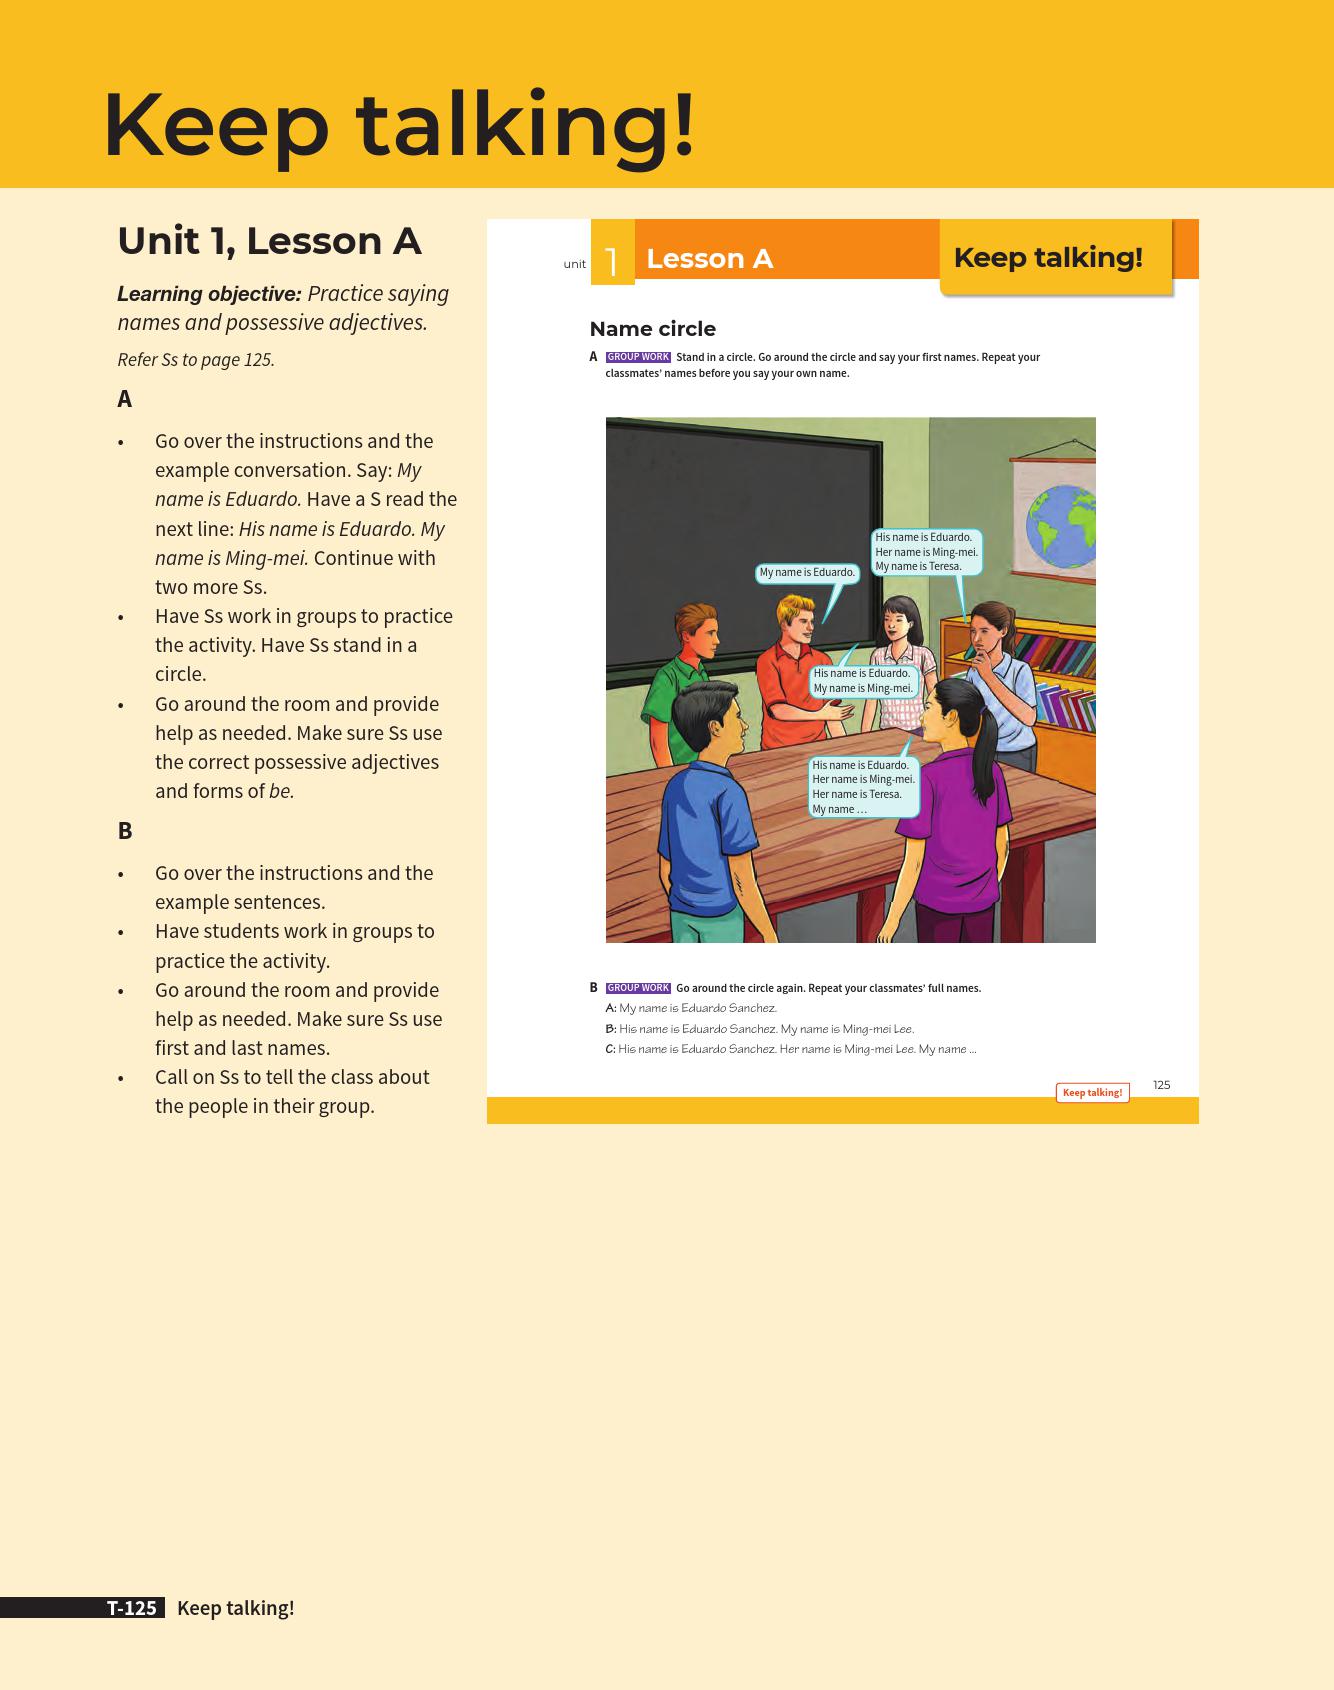 Keep talking!
Unit 1, Lesson A
Learning objective: Practice saying
names and possessive adjectives.
Refer Ss to page 125.
A
• Go over the instructions and the
example conversation. Say: My
name is Eduardo. Have a S read the
next line: His name is Eduardo. My
name is Ming-mei. Continue with
two more Ss.
• Have Ss work in groups to practice
the activity. Have Ss stand in a
circle.
• Go around the room and provide
help as needed. Make sure Ss use
the correct possessive adjectives
and forms of be.
B
• Go over the instructions and the
example sentences.
• Have students work in groups to
practice the activity.
• Go around the room and provide
help as needed. Make sure Ss use
first and last names.
• Call on Ss to tell the class about
the people in their group.
unit 1 Lesson A Keep talking!
Name circle
A GROUP WORK Stand in a circle. Go around the circle and say your first names. Repeat your
classmates' names before you say your own name.
My name is Eduardo.
His name is Eduardo.
My name is Ming-mei.
His name is Eduardo.
Her name is Ming-mei.
My name is Teresa.
His name is Eduardo.
Her name is Ming-mei.
Her name is Teresa.
My name …
B GROUP WORK Go around the circle again. Repeat your classmates' full names.
A: My name is Eduardo Sanchez.
B: His name is Eduardo Sanchez. My name is Ming-mei Lee.
C: His name is Eduardo Sanchez. Her name is Ming-mei Lee. My name ...
Keep talking! 125
T-125 Keep talking!